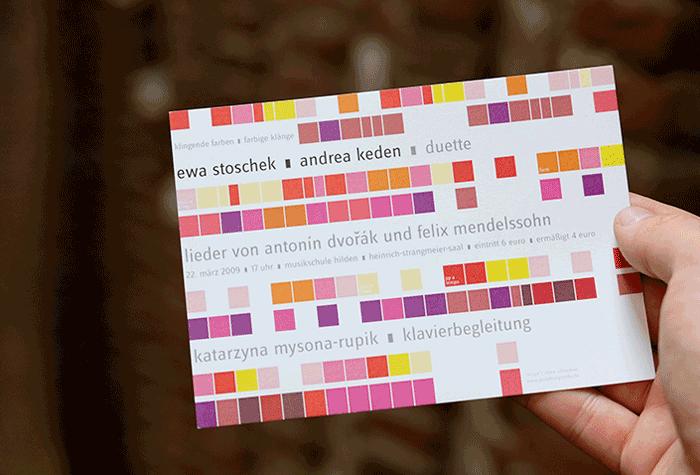 klingende farben ▮ farbige klänge
ewa stoschek ▮ andrea keden ▮ duette
lieder von antonín dvořák und felix mendelssohn
22. märz 2009 ▮ 17 uhr ▮ musikschule hilden ▮ heinrich-strangmeier-saal ▮ eintritt 6 euro ▮ ermäßigt 4 euro
katarzyna mysona-rupik ▮ klavierbegleitung